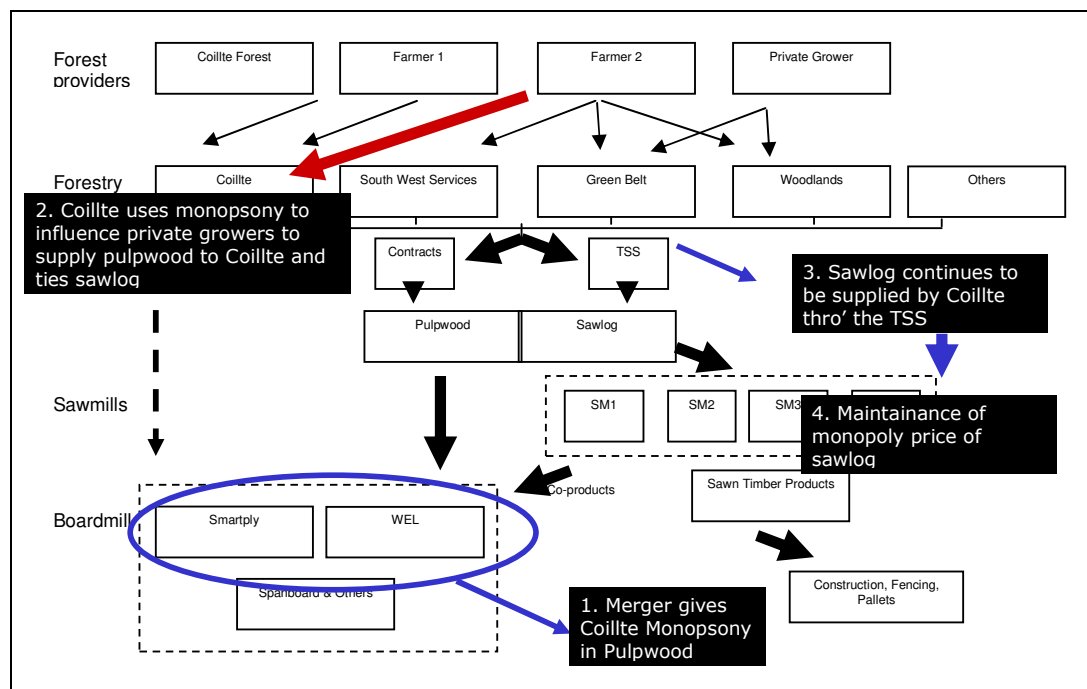 Forest
providers
Coillte Forest
Farmer 1
Farmer 2
Private Grower
Forestry
Coillte
South West Services
Green Belt
Woodlands
Others
2. Coillte uses monopsony to
influence private growers to
supply pulpwood to Coillte and
ties sawlog
Contracts
TSS
3. Sawlog continues to
be supplied by Coillte
thro’ the TSS
Pulpwood
Sawlog
Sawmills
SM1
SM2
SM3
4. Maintainance of
monopoly price of
sawlog
Co-products
Sawn Timber Products
Boardmill
Smartply
WEL
Spanboard & Others
1. Merger gives
Coillte Monopsony
in Pulpwood
Construction, Fencing,
Pallets